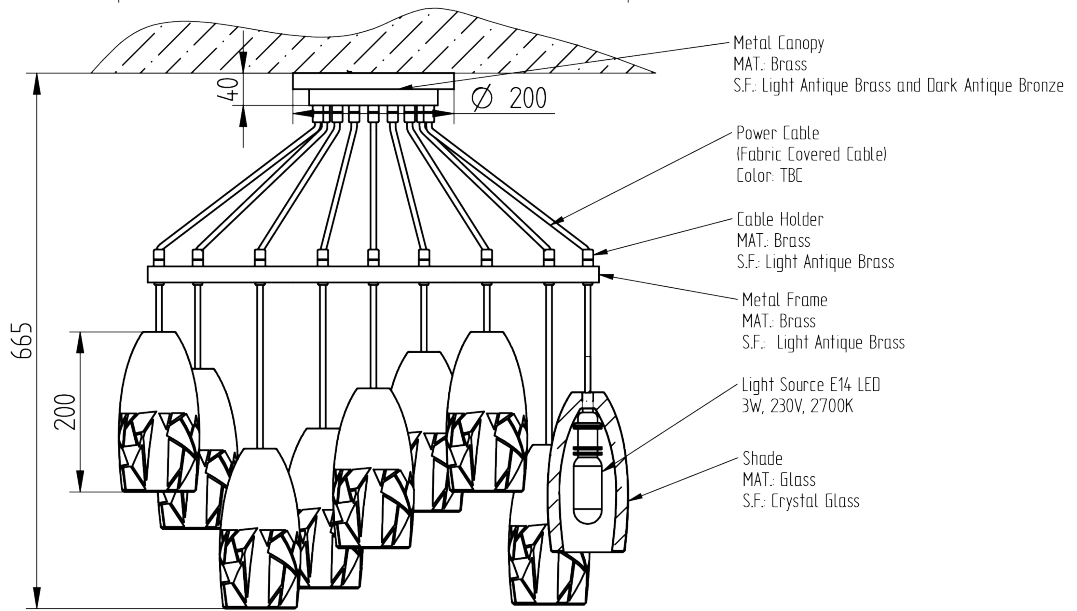 Metal Canopy
MAT.: Brass
S.F.: Light Antique Brass and Dark Antique Bronze
40
Ø 200
Power Cable
(Fabric Covered Cable)
Color: TBC
Cable Holder
MAT.: Brass
S.F.: Light Antique Brass
Metal Frame
MAT.: Brass
S.F.: Light Antique Brass
665
200
Light Source E14 LED
3W, 230V, 2700K
Shade
MAT.: Glass
S.F.: Crystal Glass